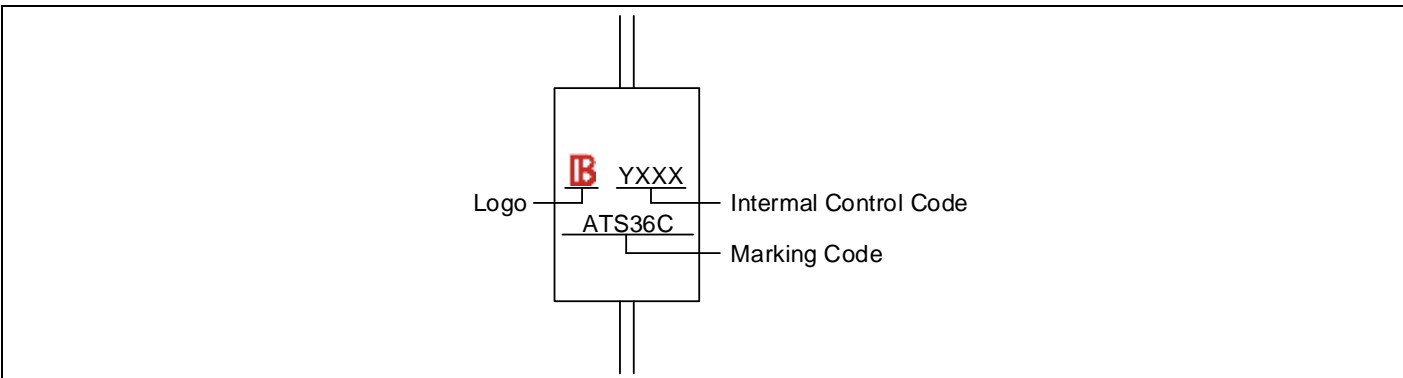 B YXXX
Logo
Intermal Control Code
ATS36C
Marking Code